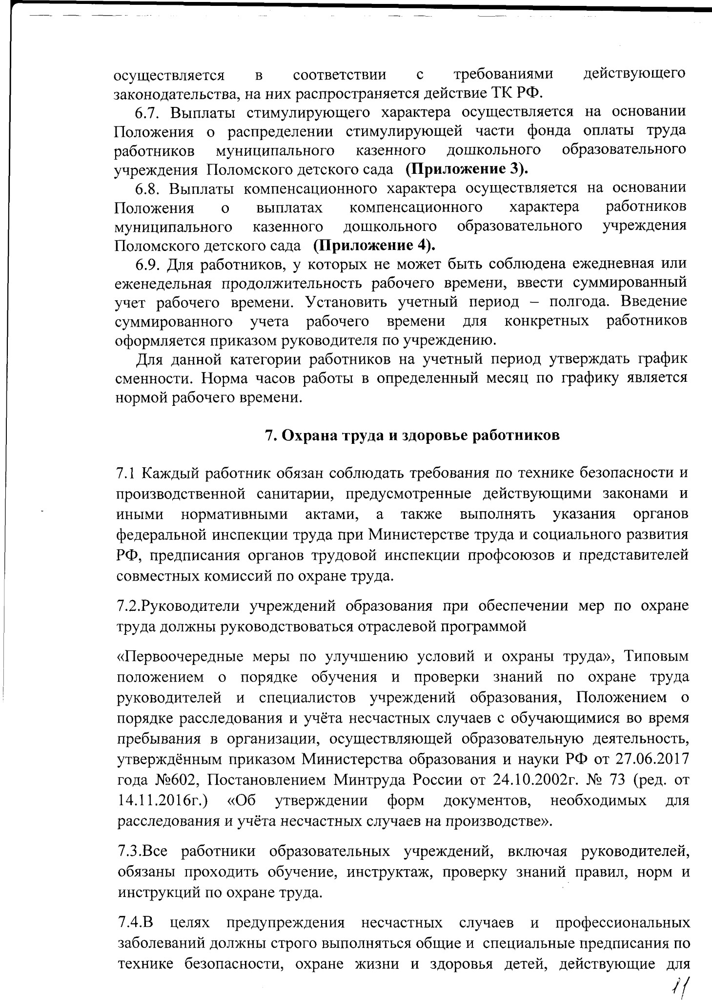 осуществляется в соответствии с требованиями действующего
законодательства, на них распространяется действие ТК РФ.
6.7. Выплаты стимулирующего характера осуществляется на основании
Положения о распределении стимулирующей части фонда оплаты труда
работников муниципального казенного дошкольного образовательного
учреждения Поломского детского сада (Приложение 3).
6.8. Выплаты компенсационного характера осуществляется на основании
Положения о выплатах компенсационного характера работников
муниципального казенного дошкольного образовательного учреждения
Поломского детского сада (Приложение 4).
6.9. Для работников, у которых не может быть соблюдена ежедневная или
еженедельная продолжительность рабочего времени, ввести суммированный
учет рабочего времени. Установить учетный период – полгода. Введение
суммированного учета рабочего времени для конкретных работников
оформляется приказом руководителя по учреждению.
Для данной категории работников на учетный период утверждать график
сменности. Норма часов работы в определенный месяц по графику является
нормой рабочего времени.
7. Охрана труда и здоровье работников
7.1 Каждый работник обязан соблюдать требования по технике безопасности и
производственной санитарии, предусмотренные действующими законами и
иными нормативными актами, а также выполнять указания органов
федеральной инспекции труда при Министерстве труда и социального развития
РФ, предписания органов трудовой инспекции профсоюзов и представителей
совместных комиссий по охране труда.
7.2.Руководители учреждений образования при обеспечении мер по охране
труда должны руководствоваться отраслевой программой
«Первоочередные меры по улучшению условий и охраны труда», Типовым
положением о порядке обучения и проверки знаний по охране труда
руководителей и специалистов учреждений образования, Положением о
порядке расследования и учёта несчастных случаев с обучающимися во время
пребывания в организации, осуществляющей образовательную деятельность,
утверждённым приказом Министерства образования и науки РФ от 27.06.2017
года №602, Постановлением Минтруда России от 24.10.2002г. № 73 (ред. от
14.11.2016г.) «Об утверждении форм документов, необходимых для
расследования и учёта несчастных случаев на производстве».
7.3.Все работники образовательных учреждений, включая руководителей,
обязаны проходить обучение, инструктаж, проверку знаний правил, норм и
инструкций по охране труда.
7.4.В целях предупреждения несчастных случаев и профессиональных
заболеваний должны строго выполняться общие и специальные предписания по
технике безопасности, охране жизни и здоровья детей, действующие для
11